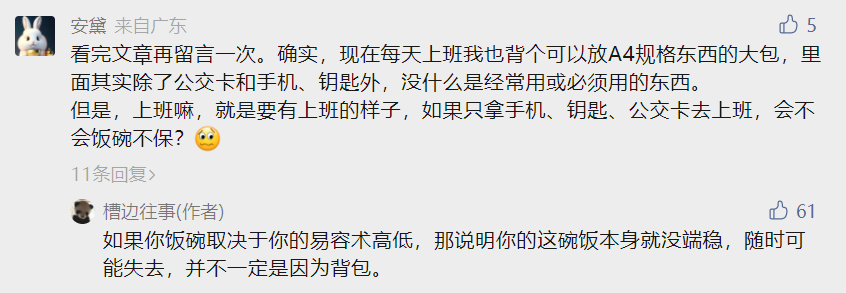 安黛 来自广东
5
看完文章再留言一次。确实，现在每天上班我也背个可以放A4规格东西的大包，里
面其实除了公交卡和手机、钥匙外，没什么是经常用或必须用的东西。
但是，上班嘛，就是要有上班的样子，如果只拿手机、钥匙、公交卡去上班，会不
会饭碗不保？
11条回复>
槽边往事(作者)
61
如果你饭碗取决于你的易容术高低，那说明你的这碗饭本身就没端稳，随时可
能失去，并不一定是因为背包。